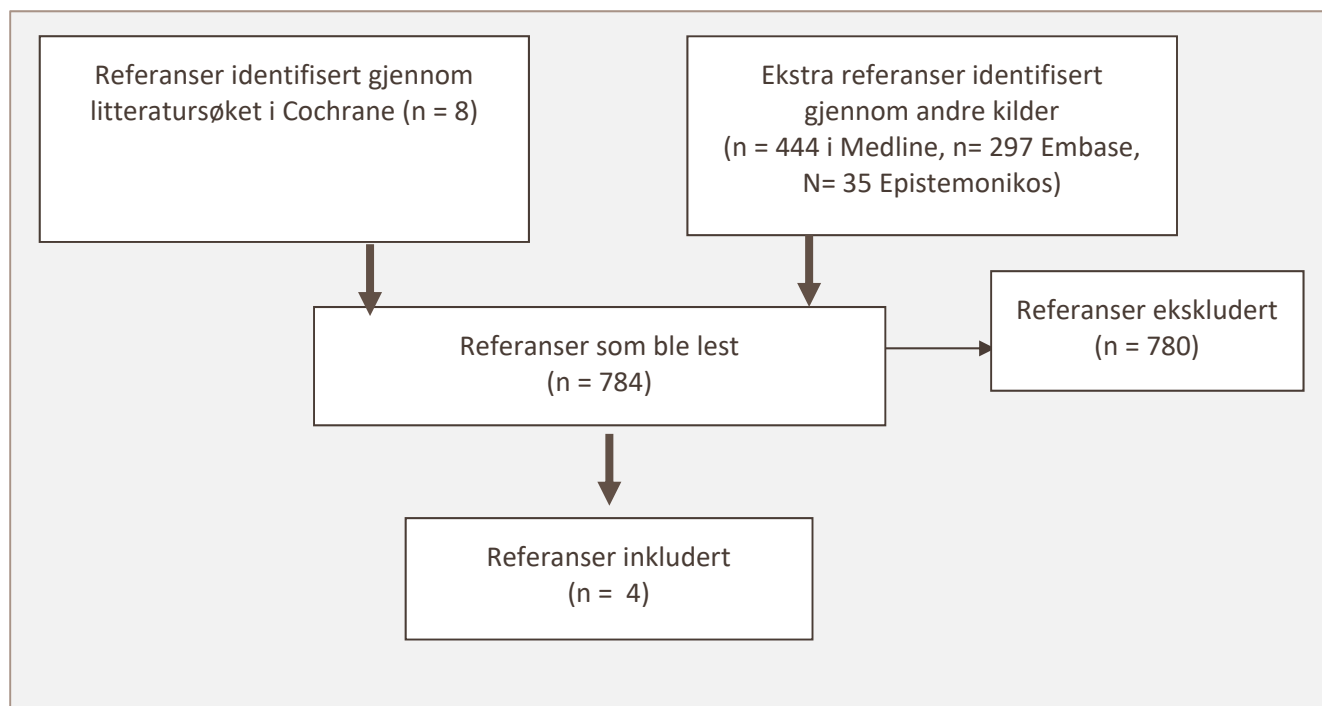 Referanser identifisert gjennom
litteratursøket i Cochrane (n = 8)
Ekstra referanser identifisert
gjennom andre kilder
(n = 444 i Medline, n= 297 Embase,
N= 35 Epistemonikos)
Referanser som ble lest
(n = 784)
Referanser ekskludert
(n = 780)
Referanser inkludert
(n =  4)